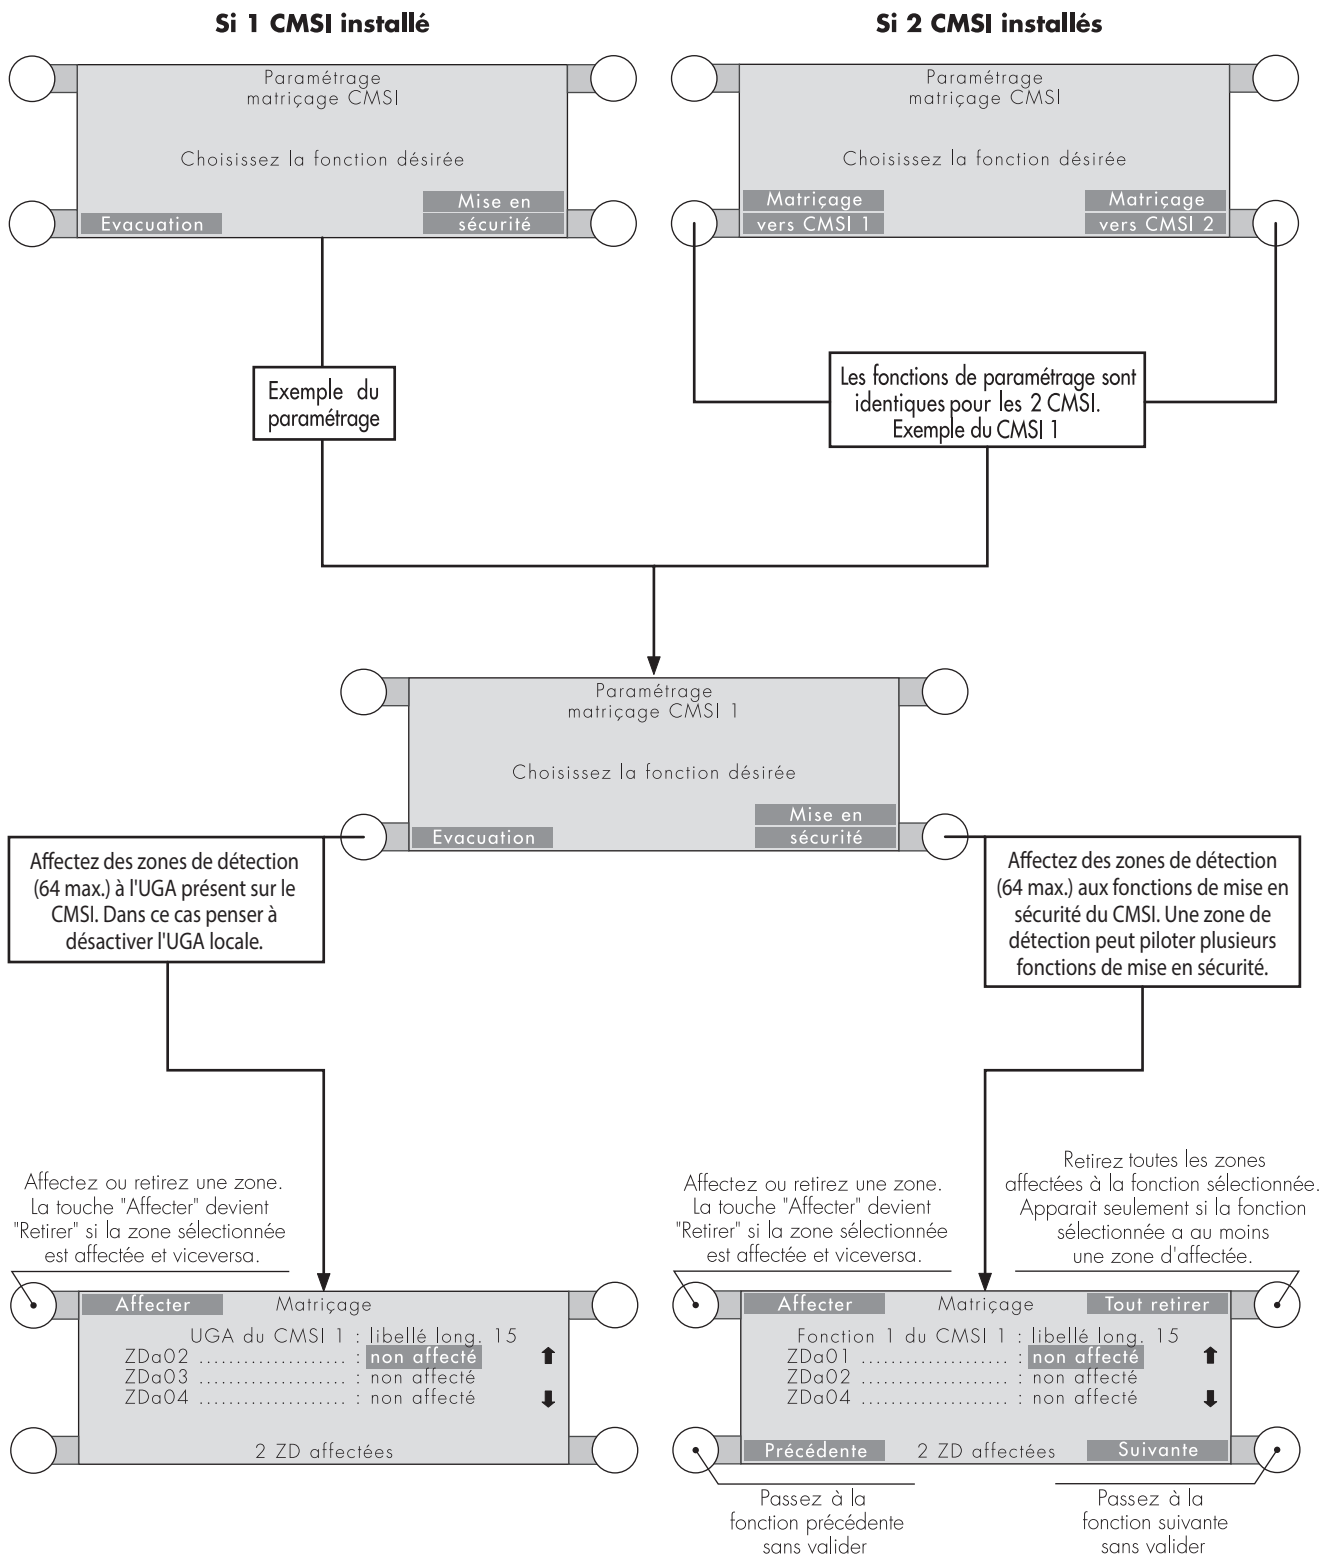 Si 1 CMSI installé
Paramétrage
matriçage CMSI
Choisissez la fonction désirée
Evacuation
Mise en
sécurité
Si 2 CMSI installés
Paramétrage
matriçage CMSI
Choisissez la fonction désirée
Matriçage
vers CMSI 1
Matriçage
vers CMSI 2
Exemple du
paramétrage
Les fonctions de paramétrage sont
identiques pour les 2 CMSI.
Exemple du CMSI 1
Paramétrage
matriçage CMSI 1
Choisissez la fonction désirée
Evacuation
Mise en
sécurité
Affectez des zones de détection
(64 max.) à l'UGA présent sur le
CMSI. Dans ce cas penser à
désactiver l'UGA locale.
Affectez des zones de détection
(64 max.) aux fonctions de mise en
sécurité du CMSI. Une zone de
détection peut piloter plusieurs
fonctions de mise en sécurité.
Affectez ou retirez une zone.
La touche "Affecter" devient
"Retirer" si la zone sélectionnée
est affectée et viceversa.
Affecter Matriçage
UGA du CMSI 1 : libellé long. 15
ZDa02 .................... : non affecté
ZDa03 .................... : non affecté
ZDa04 .................... : non affecté
2 ZD affectées
Affectez ou retirez une zone.
La touche "Affecter" devient
"Retirer" si la zone sélectionnée
est affectée et viceversa.
Retirez toutes les zones
affectées à la fonction sélectionnée.
Apparait seulement si la fonction
sélectionnée a au moins
une zone d'affectée.
Affecter Matriçage Tout retirer
Fonction 1 du CMSI 1 : libellé long. 15
ZDa01 .................... : non affecté
ZDa02 .................... : non affecté
ZDa04 .................... : non affecté
Précédente 2 ZD affectées Suivante
Passez à la
fonction précédente
sans valider
Passez à la
fonction suivante
sans valider